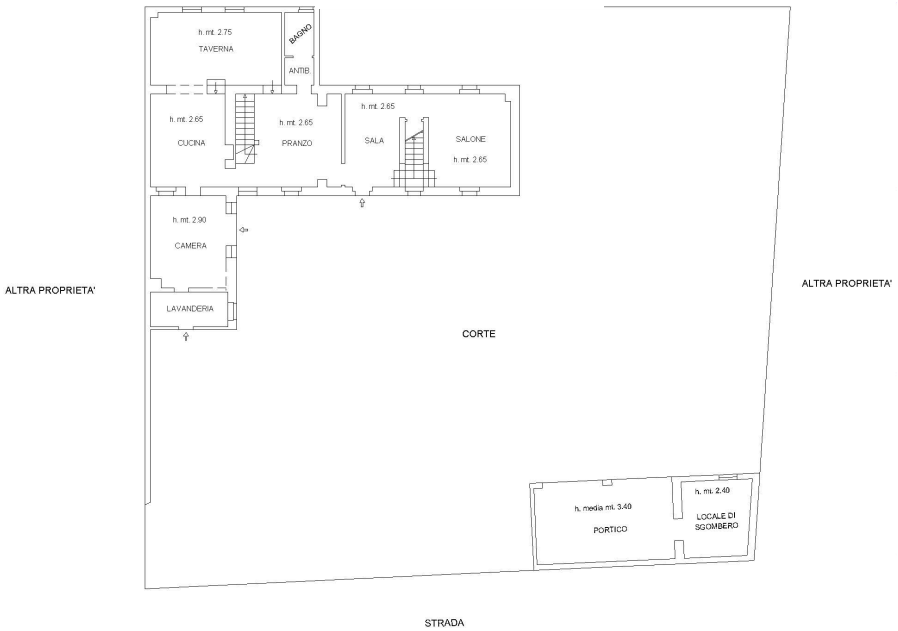 h. mt. 2.75
TAVERNA
BAGNO
ANTIB.
h. mt. 2.65
CUCINA
h. mt. 2.65
PRANZO
h. mt. 2.65
SALA
SALONE
h. mt. 2.65
h. mt. 2.90
CAMERA
LAVANDERIA
ALTRA PROPRIETA'
ALTRA PROPRIETA'
CORTE
h. media mt. 3.40
PORTICO
h. mt. 2.40
LOCALE DI
SGOMBERO
STRADA